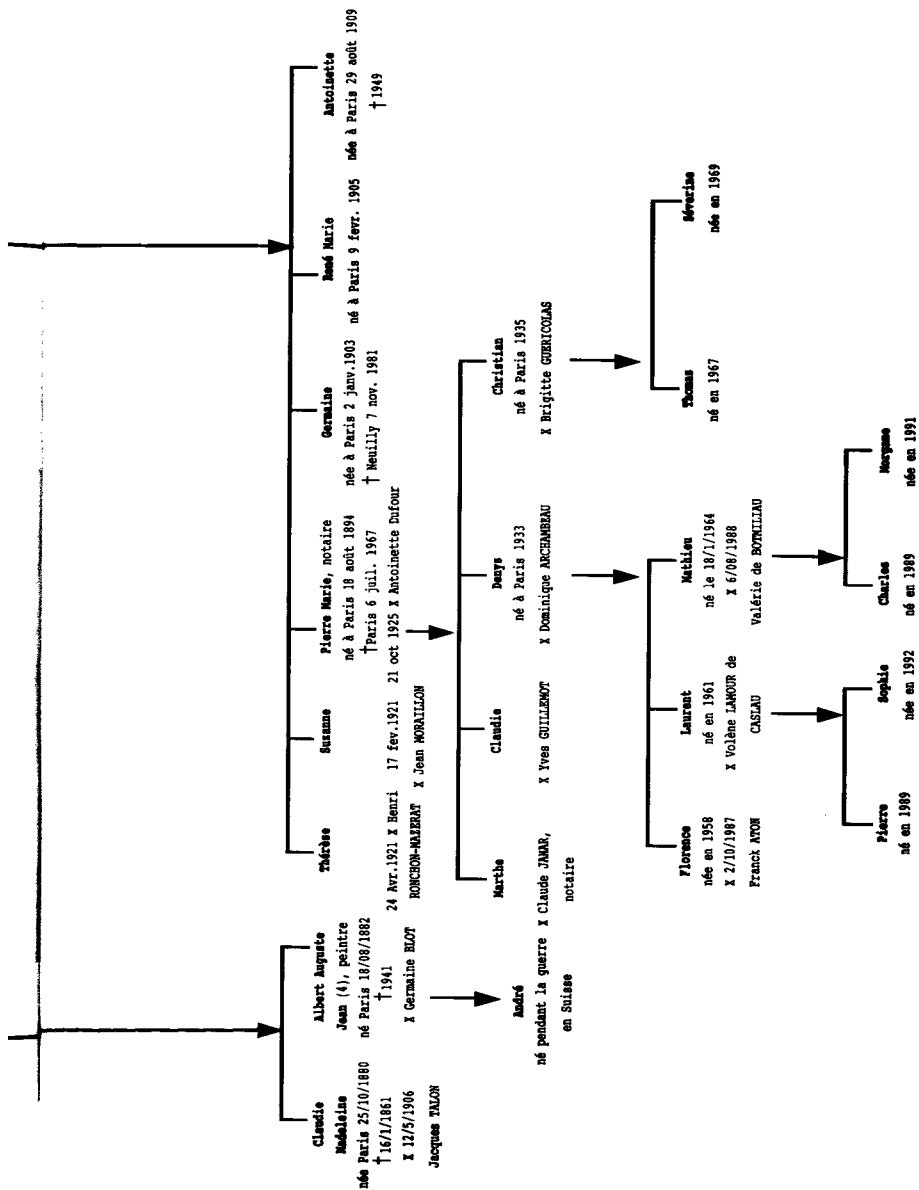 Claudie
Madeleine
née Paris 25/10/1880
†16/1/1861
X 12/5/1906
Jacques TALON
Albert Auguste
Jean (4), peintre
né Paris 18/08/1882
†1941
X Germaine BLOT
André
né pendant la guerre
en Suisse
Thérèse
24 Avr.1921 X Henri
RONCHON-MAZERAT
Suzanne
17 fev.1921
X Jean MORAILLON
Pierre Marie, notaire
né à Paris 18 août 1894
†Paris 6 juil. 1967
21 oct 1925 X Antoinette Dufour
Germaine
née à Paris 2 janv.1903
† Neuilly 7 nov. 1981
René Marie
né à Paris 9 fevr. 1905
Antoinette
née à Paris 29 août 1909
†1949
Marthe
X Claude JAMAR,
notaire
Claudie
X Yves GUILLEMOT
Denys
né à Paris 1933
X Dominique ARCHAMBEAU
Christian
né à Paris 1935
X Brigitte GUERICOLAS
Florence
née en 1958
X 2/10/1987
Franck ATON
Laurent
né en 1961
X Volène LAMOUR de
CASLAU
Mathieu
né le 18/1/1964
X 6/08/1988
Valérie de BOTMILIAU
Thomas
né en 1967
Séverine
née en 1969
Pierre
né en 1989
Sophie
née en 1992
Charles
né en 1989
Morgane
née en 1991